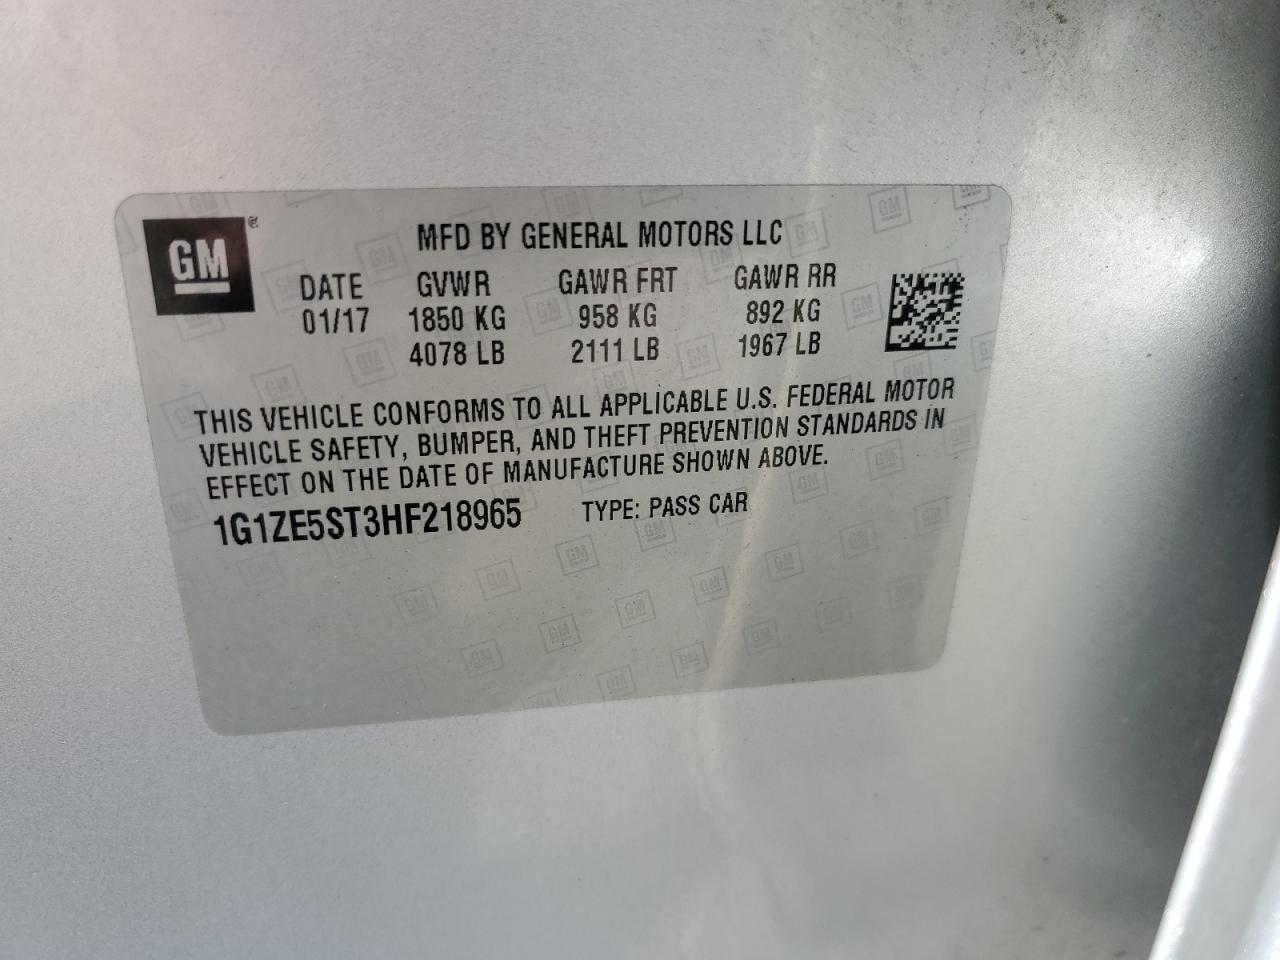 GM ®
MFD BY GENERAL MOTORS LLC
DATE GVWR GAWR FRT GAWR RR
01/17 1850 KG 958 KG 892 KG
4078 LB 2111 LB 1967 LB
THIS VEHICLE CONFORMS TO ALL APPLICABLE U.S. FEDERAL MOTOR
VEHICLE SAFETY, BUMPER, AND THEFT PREVENTION STANDARDS IN
EFFECT ON THE DATE OF MANUFACTURE SHOWN ABOVE.
1G1ZE5ST3HF218965 TYPE: PASS CAR